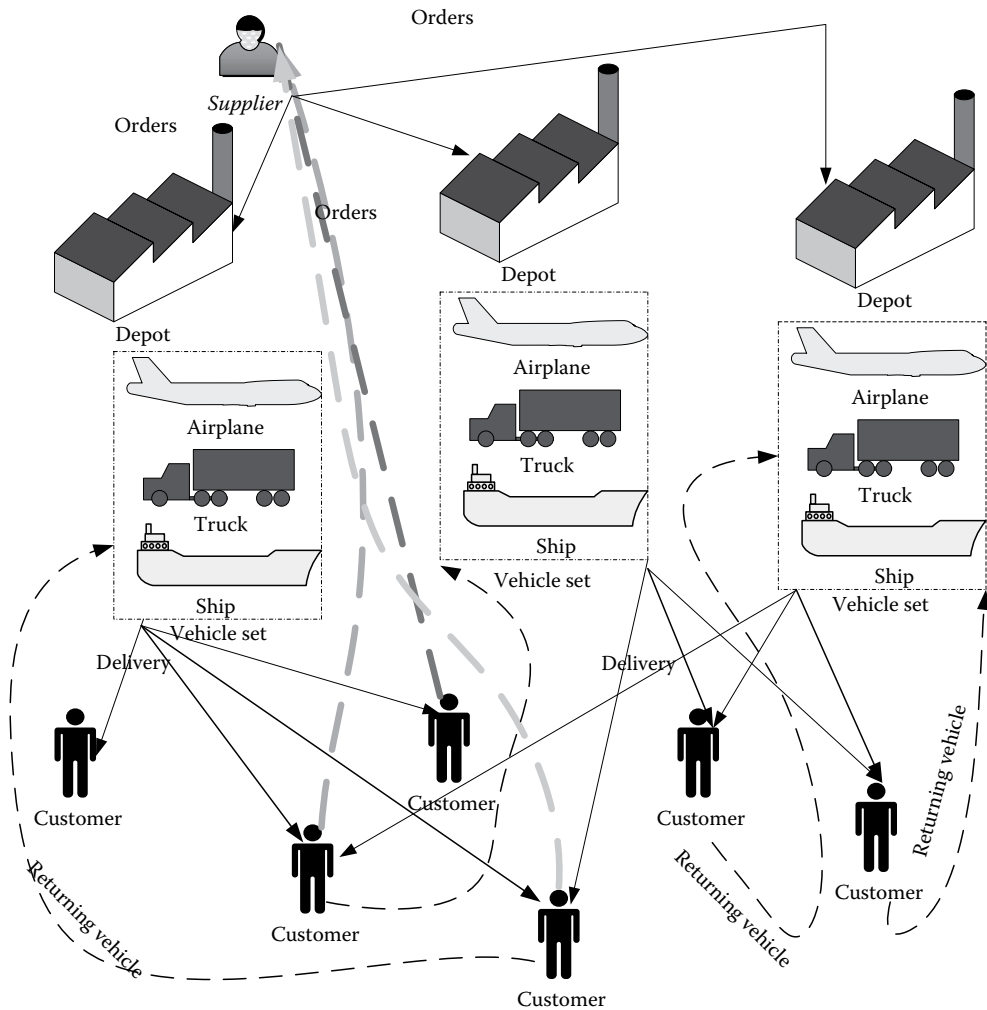 Orders
Supplier
Orders
Orders
Depot
Depot
Depot
Airplane
Airplane
Airplane
Truck
Truck
Truck
Ship
Ship
Ship
Vehicle set
Vehicle set
Vehicle set
Delivery
Delivery
Customer
Customer
Customer
Returning vehicle
Customer
Customer
Returning vehicle
Returning vehicle
Customer